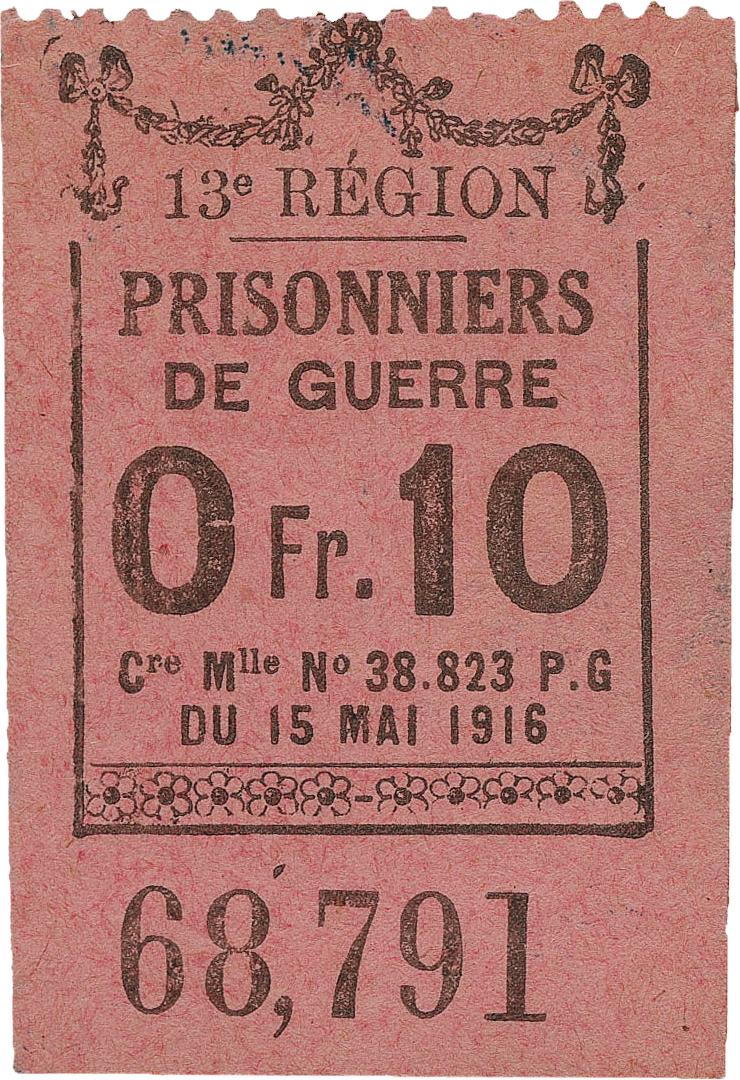 13e RÉGION
PRISONNIERS
DE GUERRE
0 Fr. 10
Cre Mlle No 38.823 P.G
DU 15 MAI 1916
68,791